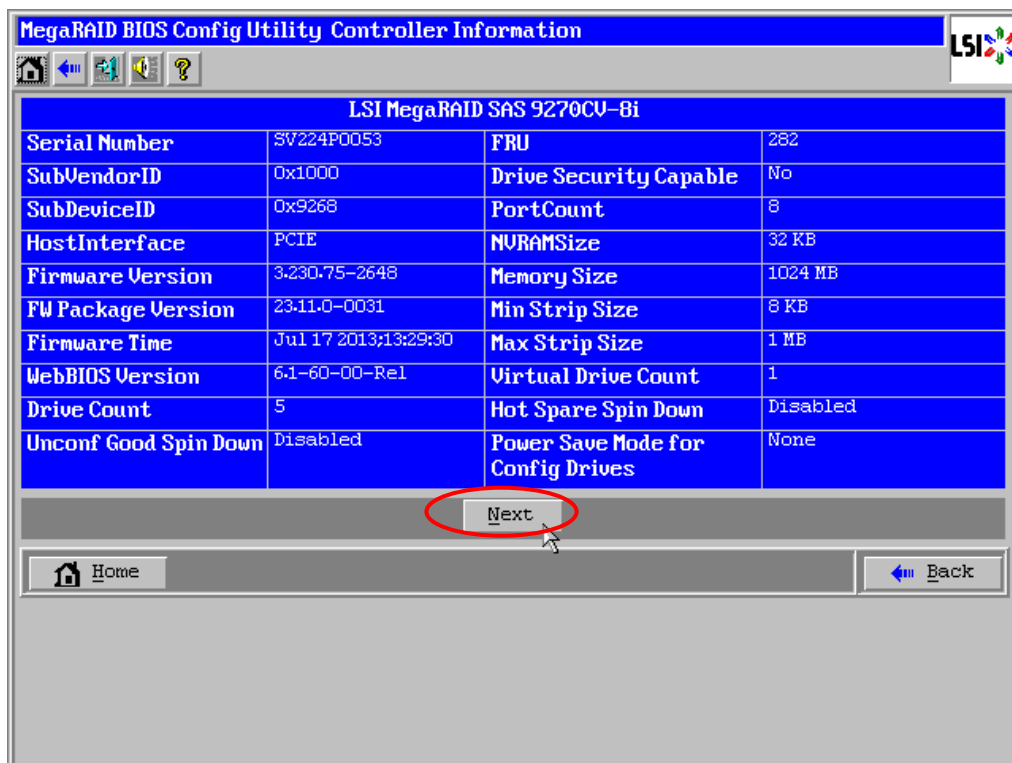 MegaRAID BIOS Config Utility Controller Information
LSI
LSI MegaRAID SAS 9270CV-8i
Serial Number SV224P0053 FRU 282
SubVendorID 0x1000 Drive Security Capable No
SubDeviceID 0x9268 PortCount 8
HostInterface PCIE NVRAMSize 32 KB
Firmware Version 3.230.75-2648 Memory Size 1024 MB
FW Package Version 23.11.0-0031 Min Strip Size 8 KB
Firmware Time Jul 17 2013;13:29:30 Max Strip Size 1 MB
WebBIOS Version 6.1-60-00-Rel Virtual Drive Count 1
Drive Count 5 Hot Spare Spin Down Disabled
Unconf Good Spin Down Disabled Power Save Mode for None
Config Drives
Next
Home Back